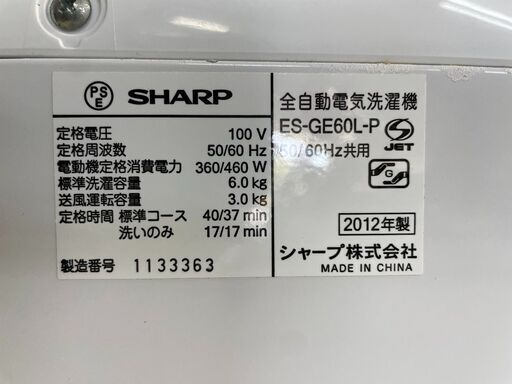 PS E SHARP
定格電圧 100 V
定格周波数 50/60 Hz
電動機定格消費電力 360/460 W
標準洗濯容量 6.0 kg
送風運転容量 3.0 kg
定格時間 標準コース 40/37 min
洗いのみ 17/17 min
製造番号 1133363
全自動電気洗濯機
ES-GE60L-P
50/60Hz共用
S JET
G
2012年製
シャープ株式会社
MADE IN CHINA